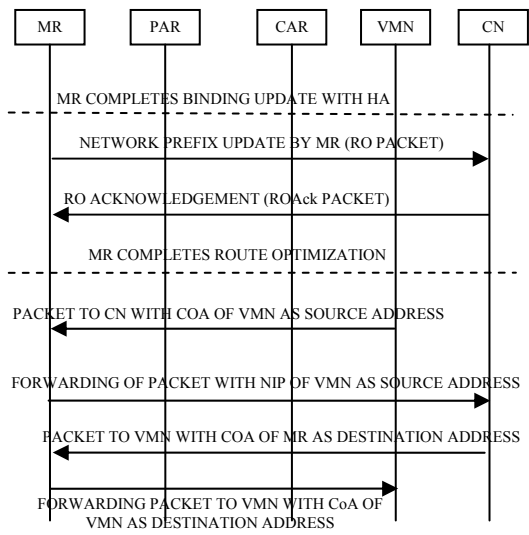 MR PAR CAR VMN CN
MR COMPLETES BINDING UPDATE WITH HA
NETWORK PREFIX UPDATE BY MR (RO PACKET)
RO ACKNOWLEDGEMENT (ROAck PACKET)
MR COMPLETES ROUTE OPTIMIZATION
PACKET TO CN WITH COA OF VMN AS SOURCE ADDRESS
FORWARDING OF PACKET WITH NIP OF VMN AS SOURCE ADDRESS
PACKET TO VMN WITH COA OF MR AS DESTINATION ADDRESS
FORWARDING PACKET TO VMN WITH CoA OF
VMN AS DESTINATION ADDRESS